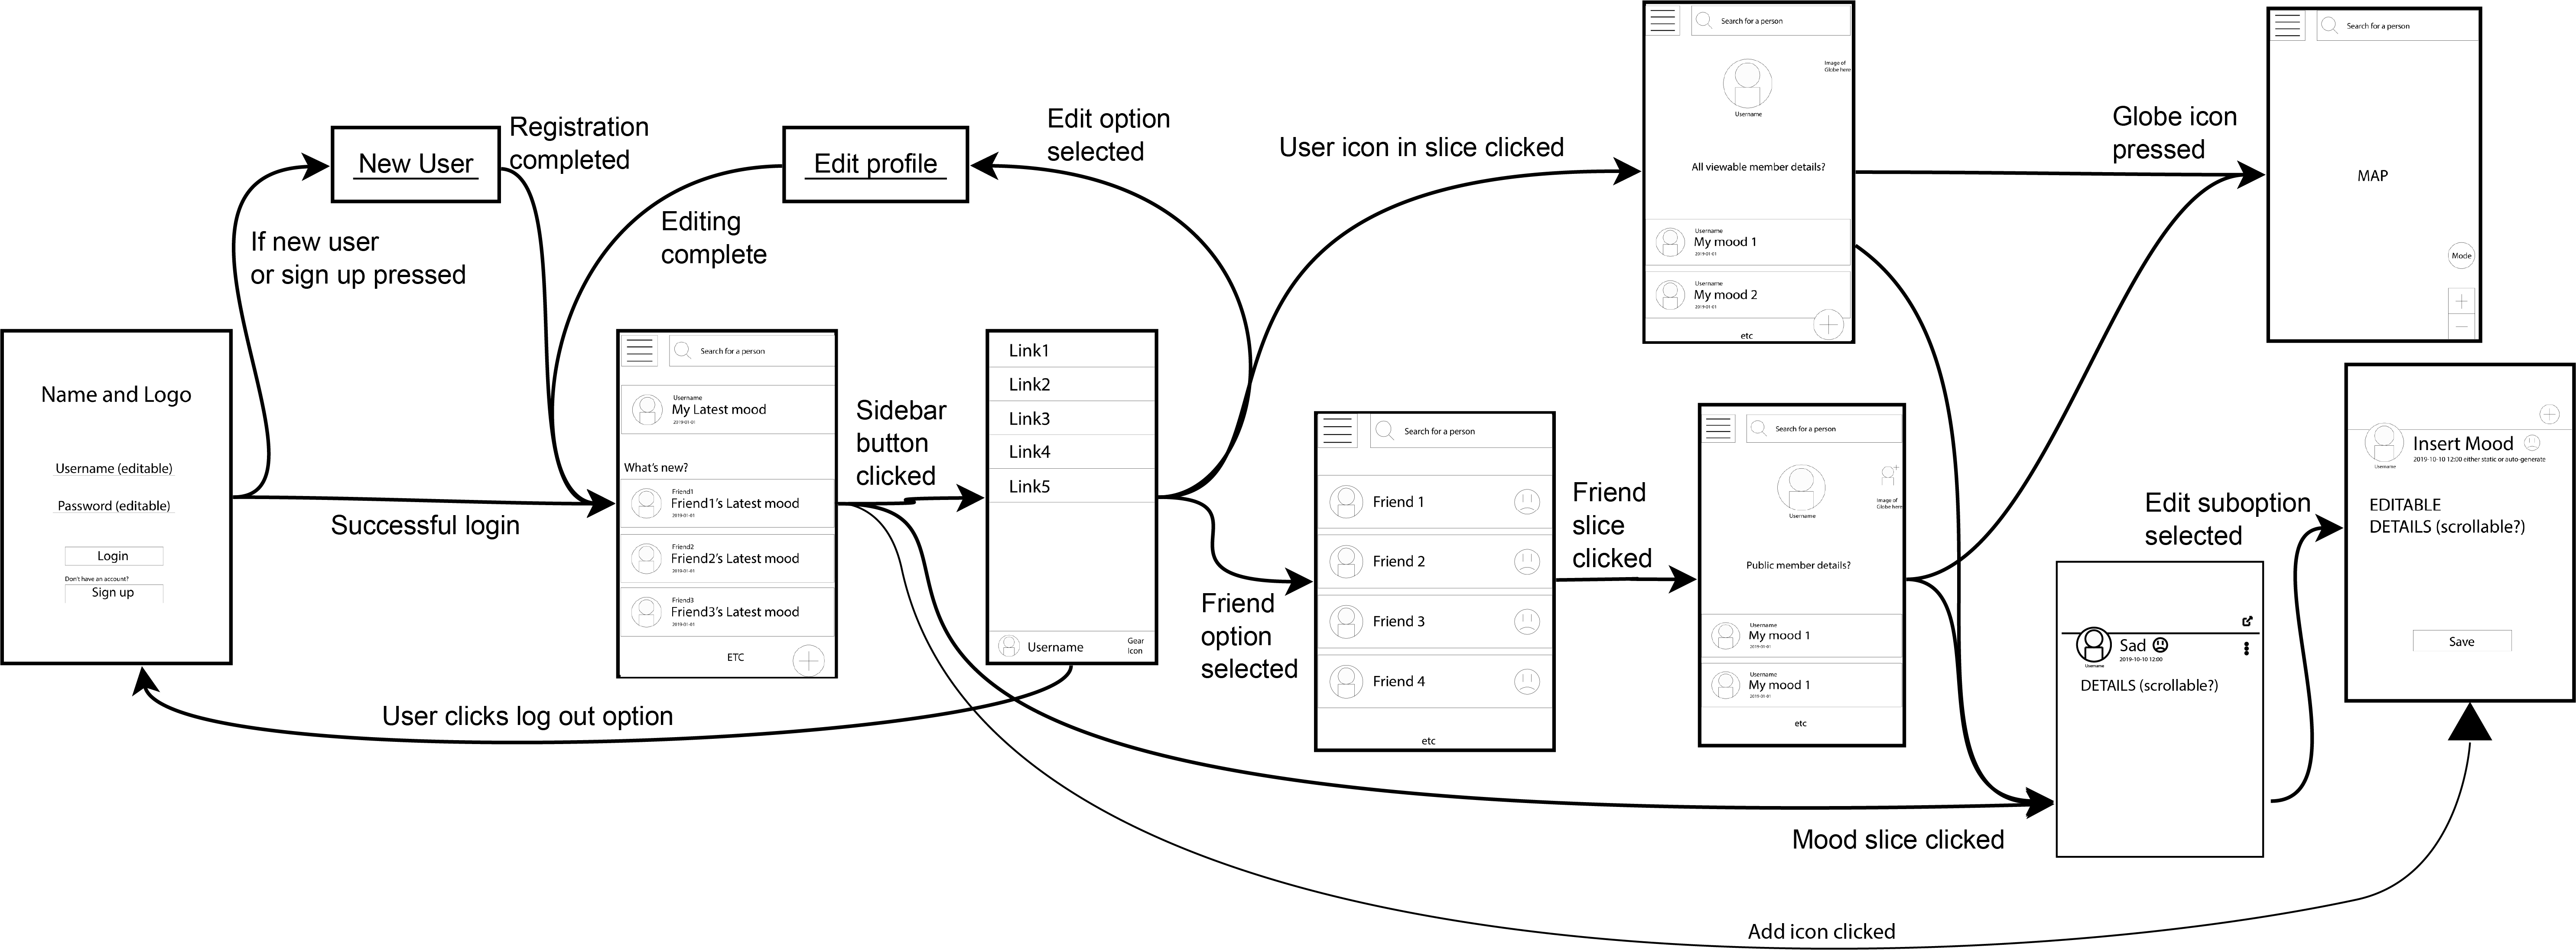 Name and Logo
Username (editable)
Password (editable)
Login
Don't have an account?
Sign up
If new user
or sign up pressed
New User
Registration
completed
Successful login
Edit profile
Editing
complete
Edit option
selected
Search for a person
Username
My Latest mood
2019-01-01
What's new?
Friend1
Friend1's Latest mood
2019-01-01
Friend2
Friend2's Latest mood
2019-01-01
Friend3
Friend3's Latest mood
2019-01-01
ETC
Sidebar
button
clicked
Link1
Link2
Link3
Link4
Link5
Username
Gear
Icon
User clicks log out option
User icon in slice clicked
Friend
option
selected
Search for a person
Friend 1
Friend 2
Friend 3
Friend 4
etc
Friend
slice
clicked
Search for a person
Image of
Globe here
Username
All viewable member details?
Username
My mood 1
2019-01-01
Username
My mood 2
2019-01-01
etc
Search for a person
Image of
Globe here
Username
Public member details?
Username
My mood 1
2019-01-01
Username
My mood 1
2019-01-01
etc
Globe icon
pressed
Search for a person
MAP
Mode
Mood slice clicked
Sad
2019-10-10 12:00
Username
DETAILS (scrollable?)
Edit suboption
selected
Insert Mood
2019-10-10 12:00 either static or auto-generate
Username
EDITABLE
DETAILS (scrollable?)
Save
Add icon clicked